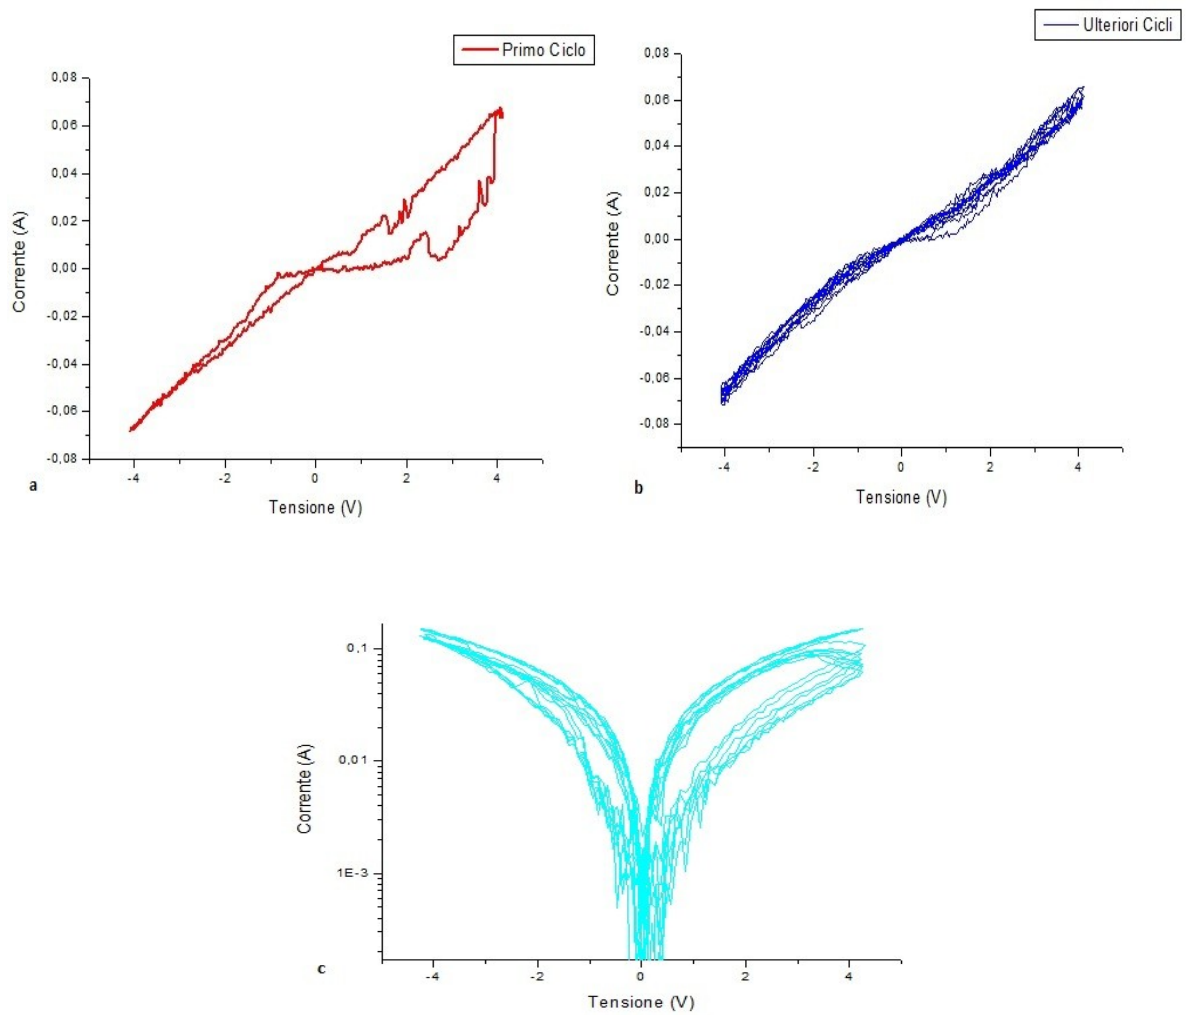 Primo Ciclo
Ulteriori Cicli
0,08
0,06
0,04
0,02
0,00
-0,02
-0,04
-0,06
-0,08
Corrente (A)
-4
-2
0
2
4
Tensione (V)
a
0,08
0,06
0,04
0,02
0,00
-0,02
-0,04
-0,06
-0,08
Corrente (A)
-4
-2
0
2
4
Tensione (V)
b
0.1
0,01
1E-3
Corrente (A)
-4
-2
0
2
4
Tensione (V)
c